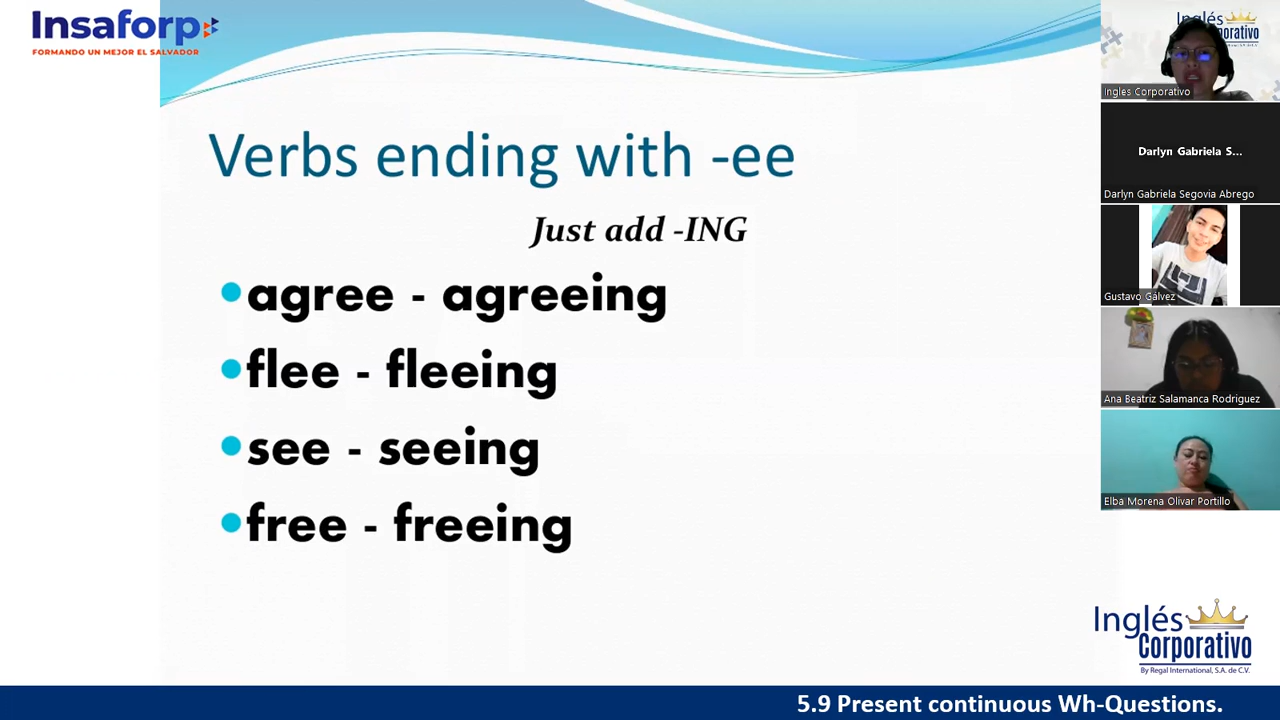 Insaforp
FORMANDO UN MEJOR EL SALVADOR
Verbs ending with -ee
Just add -ING
•agree - agreeing
•flee - fleeing
•see - seeing
•free - freeing
Inglés
Corporativo
By Regal International, S.A. de C.V.
5.9 Present continuous Wh-Questions.
Inglés
orporativo
Ingles Corporativo
Darlyn Gabriela S...
Darlyn Gabriela Segovia Abrego
Gustavo Gálvez
Ana Beatriz Salamanca Rodriguez
Elba Morena Olivar Portillo